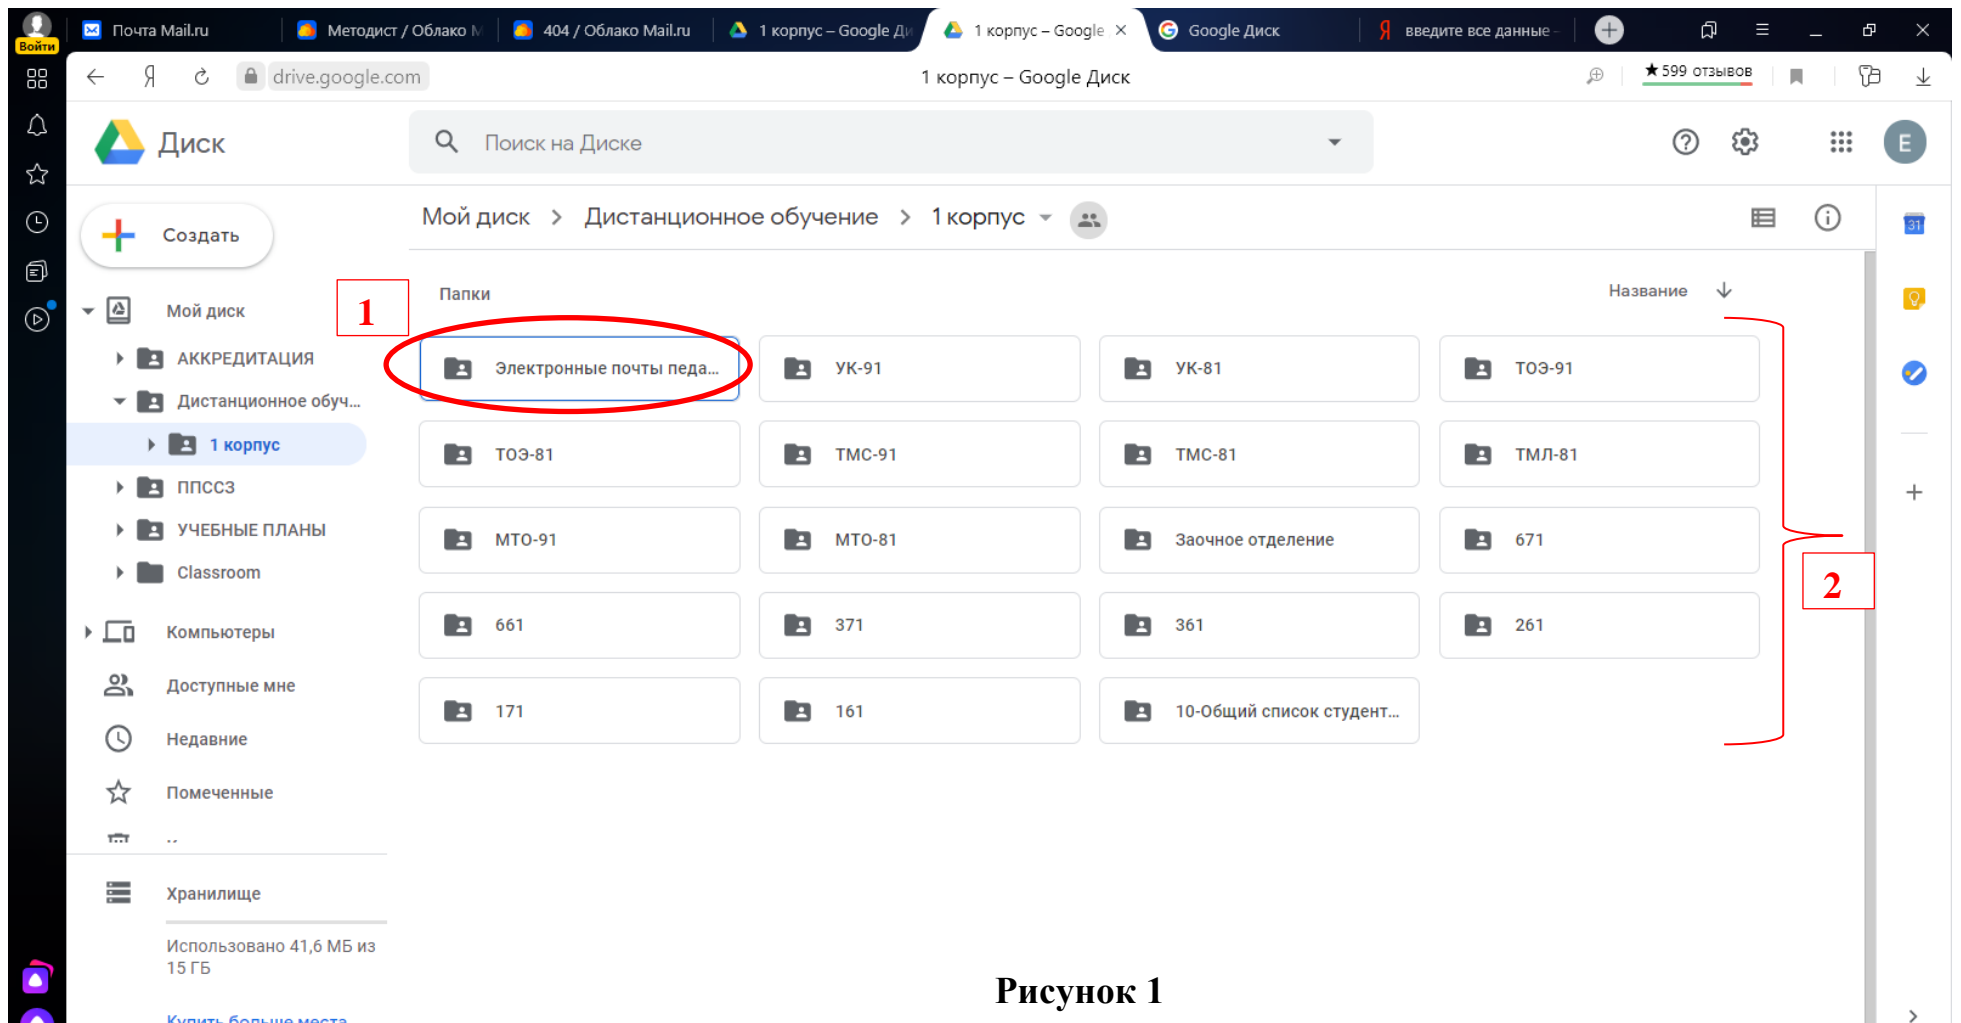 Войти
Почта Mail.ru
Методист / Облако М
404 / Облако Mail.ru
1 корпус – Google Ди
1 корпус – Google
Google Диск
введите все данные -
drive.google.com
1 корпус – Google Диск
★599 отзывов
Диск
Поиск на Диске
E
Создать
Мой диск > Дистанционное обучение > 1 корпус
31
1
Папки
Название
Мой диск
АККРЕДИТАЦИЯ
Дистанционное обуч...
1 корпус
ППССЗ
УЧЕБНЫЕ ПЛАНЫ
Classroom
Компьютеры
Доступные мне
Недавние
Помеченные
Хранилище
Использовано 41,6 МБ из
15 ГБ
Купить больше места
Электронные почты педа...
УК-91
УК-81
ТОЭ-91
ТОЭ-81
ТМС-91
ТМС-81
ТМЛ-81
МТО-91
МТО-81
Заочное отделение
671
2
661
371
361
261
171
161
10-Общий список студент...
Рисунок 1